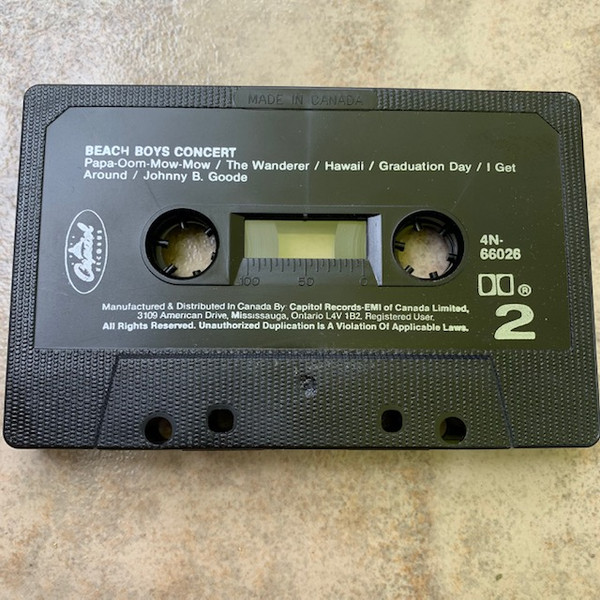 MADE IN CANADA
BEACH BOYS CONCERT
Papa-Oom-Mow-Mow / The Wanderer / Hawaii / Graduation Day / I Get
Around / Johnny B. Goode
Capitol
RECORDS
100 50 0
4N-
66026
®
2
Manufactured & Distributed In Canada By: Capitol Records-EMI of Canada Limited,
3109 American Drive, Mississauga, Ontario L4V 1B2, Registered User.
All Rights Reserved. Unauthorized Duplication Is A Violation Of Applicable Laws.